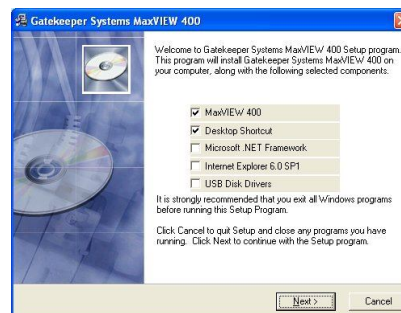 Gatekeeper Systems MaxVIEW 400
Welcome to Gatekeeper Systems MaxVIEW 400 Setup program.
This program will install Gatekeeper Systems MaxVIEW 400 on
your computer, along with the following selected components.
MaxVIEW 400
Desktop Shortcut
Microsoft .NET Framework
Internet Explorer 6.0 SP1
USB Disk Drivers
It is strongly recommended that you exit all Windows programs
before running this Setup Program.
Click Cancel to quit Setup and close any programs you have
running. Click Next to continue with the Setup program.
Next >
Cancel